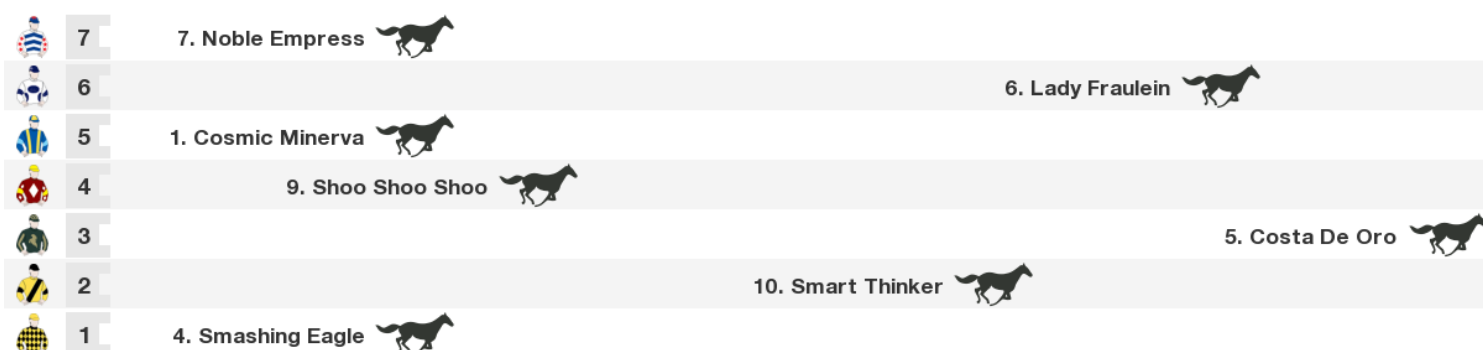 7 7. Noble Empress
6 6. Lady Fraulein
5 1. Cosmic Minerva
4 9. Shoo Shoo Shoo
3 5. Costa De Oro
2 10. Smart Thinker
1 4. Smashing Eagle